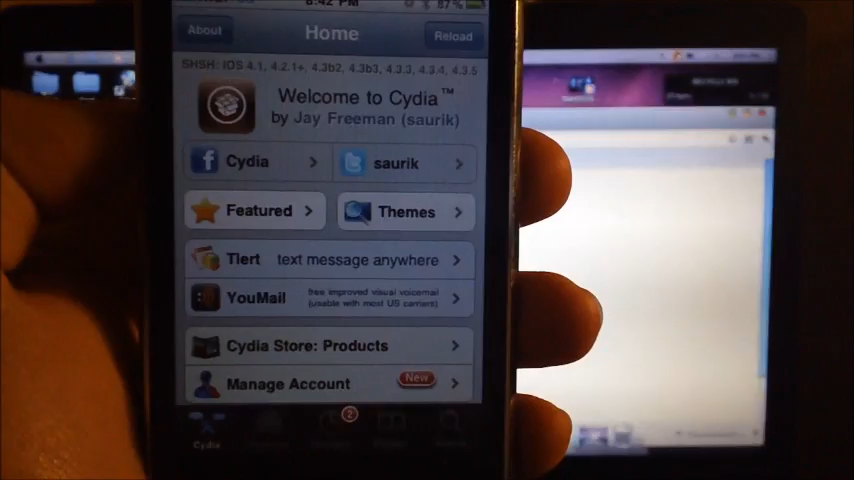 8:42 PM
87%
About
Home
Reload
SHSH: iOS 4.1, 4.2.1+, 4.3b2, 4.3b3, 4.3.3, 4.3.4, 4.3.5
Welcome to Cydia™
by Jay Freeman (saurik)
Cydia
saurik
Featured
Themes
Tlert text message anywhere
YouMail
free improved visual voicemail
(usable with most US carriers)
Cydia Store: Products
Manage Account
New
2
Cydia